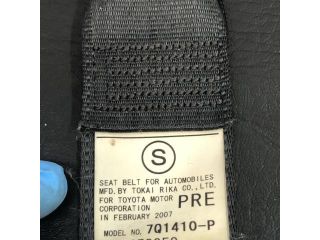 S
SEAT BELT FOR AUTOMOBILES
MFD. BY TOKAI RIKA CO., LTD.
FOR TOYOTA MOTOR PRE
IN FEBRUARY 2007
MODEL NO. 7Q1410-P